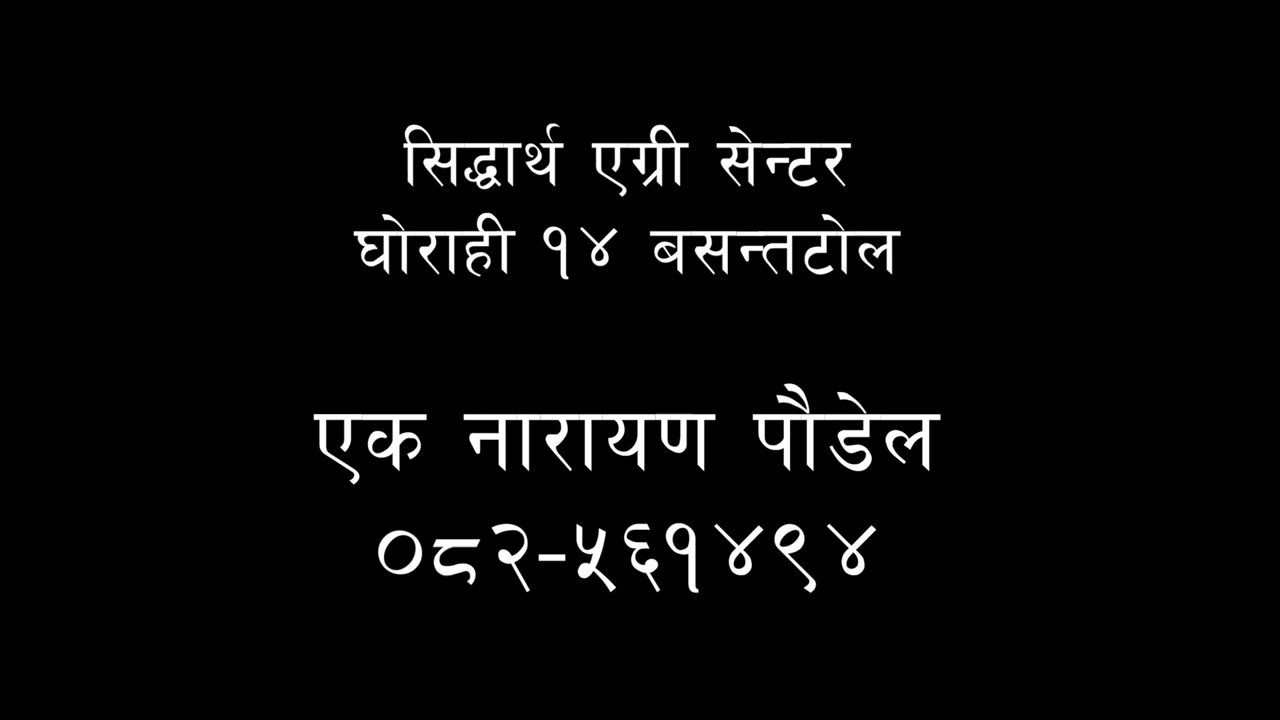 सिद्धार्थ एग्री सेन्टर
घोराही १४ बसन्तटोल
एक नारायण पौडेल
०८२-५६१४९४